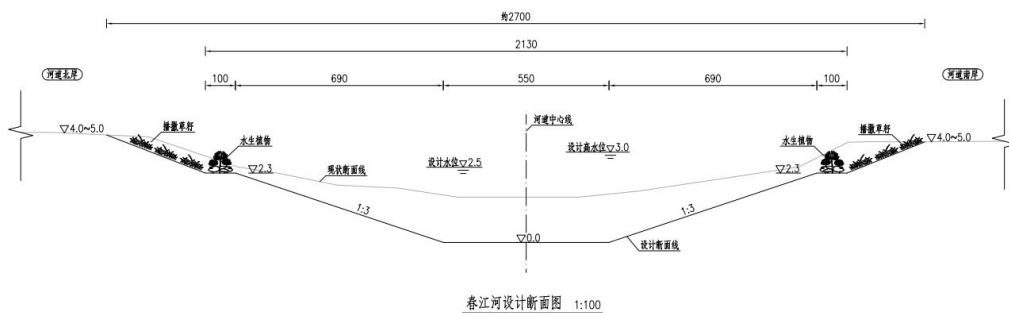 约2700
2130
河道北岸
河道南岸
100
690
550
690
100
播撒草籽
水生植物
河道中心线
水生植物
播撒草籽
▽4.0~5.0
▽4.0~5.0
设计水位▽2.5
设计高水位▽3.0
▽2.3
现状断面线
▽2.3
1:3
1:3
▽0.0
设计断面线
春江河设计断面图 1:100